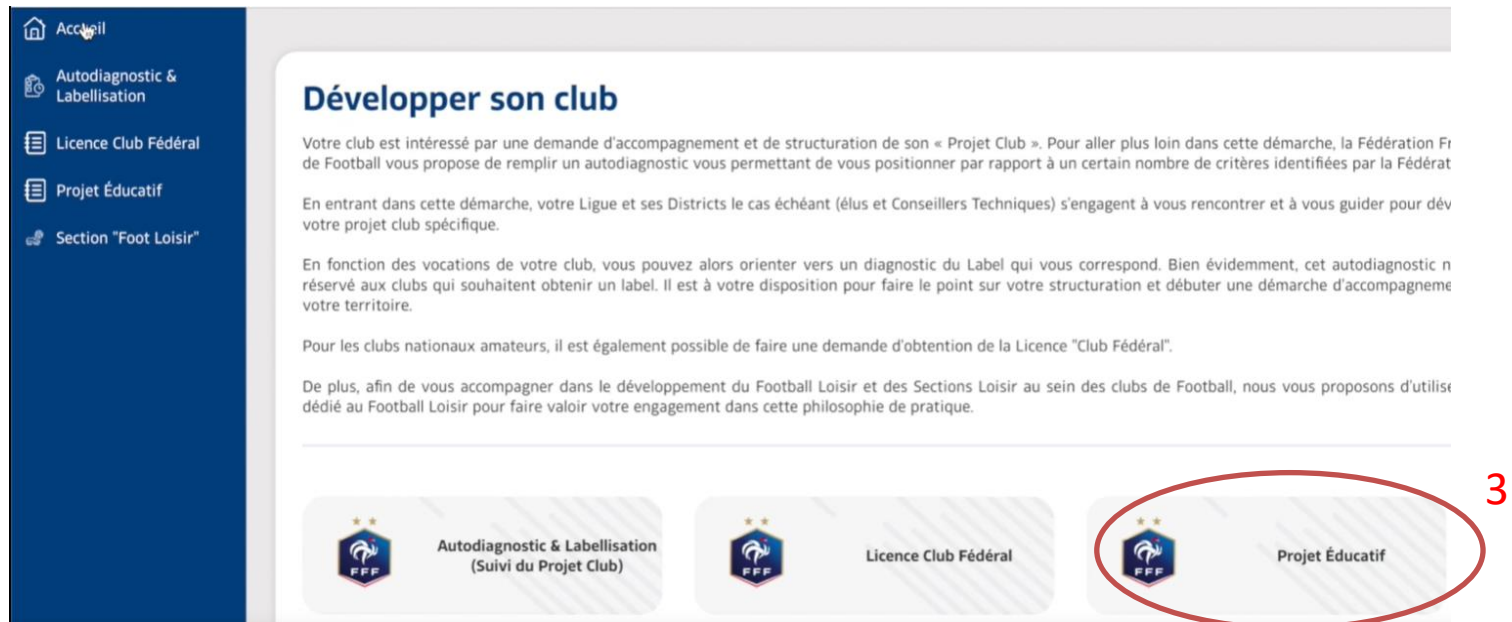 Accueil
Autodiagnostic &
Labellisation
Licence Club Fédéral
Projet Éducatif
Section "Foot Loisir"
Développer son club
Votre club est intéressé par une demande d'accompagnement et de structuration de son « Projet Club ». Pour aller plus loin dans cette démarche, la Fédération Fr
de Football vous propose de remplir un autodiagnostic vous permettant de vous positionner par rapport à un certain nombre de critères identifiées par la Fédérat
En entrant dans cette démarche, votre Ligue et ses Districts le cas échéant (élus et Conseillers Techniques) s'engagent à vous rencontrer et à vous guider pour dév
votre projet club spécifique.
En fonction des vocations de votre club, vous pouvez alors orienter vers un diagnostic du Label qui vous correspond. Bien évidemment, cet autodiagnostic n
réservé aux clubs qui souhaitent obtenir un label. Il est à votre disposition pour faire le point sur votre structuration et débuter une démarche d'accompagneme
votre territoire.
Pour les clubs nationaux amateurs, il est également possible de faire une demande d'obtention de la Licence "Club Fédéral".
De plus, afin de vous accompagner dans le développement du Football Loisir et des Sections Loisir au sein des clubs de Football, nous vous proposons d'utilise
dédié au Football Loisir pour faire valoir votre engagement dans cette philosophie de pratique.
3
FFF
Autodiagnostic & Labellisation
(Suivi du Projet Club)
FFF
Licence Club Fédéral
FFF
Projet Éducatif